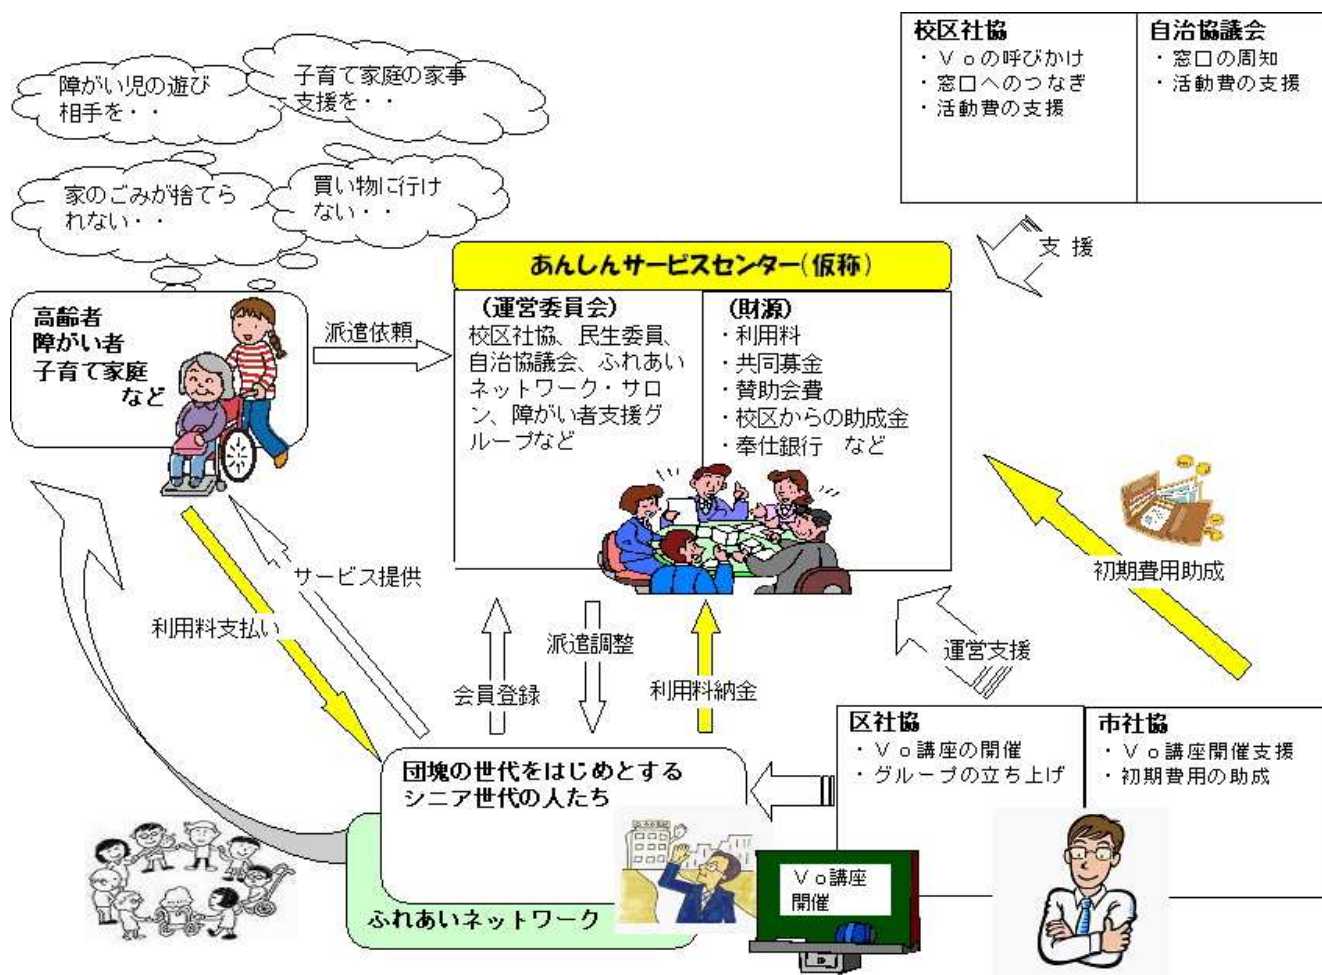 校区社協
・Ｖｏの呼びかけ
・窓口へのつなぎ
・活動費の支援
自治協議会
・窓口の周知
・活動費の支援
障がい児の遊び
相手を・・
子育て家庭の家事
支援を・・
家のごみが捨てら
れない・・
買い物に行け
ない・・
支 援
あんしんサービスセンター(仮称)
高齢者
障がい者
子育て家庭
など
派遣依頼
(運営委員会)
校区社協、民生委員、
自治協議会、ふれあい
ネットワーク・サロ
ン、障がい者支援グ
ループなど
(財源)
・利用料
・共同募金
・賛助会費
・校区からの助成金
・奉仕銀行　など
初期費用助成
サービス提供
利用料支払い
会員登録
派遣調整
利用料納金
運営支援
区社協
・Ｖｏ講座の開催
・グループの立ち上げ
市社協
・Ｖｏ講座開催支援
・初期費用の助成
団塊の世代をはじめとする
シニア世代の人たち
Ｖｏ講座
開催
ふれあいネットワーク